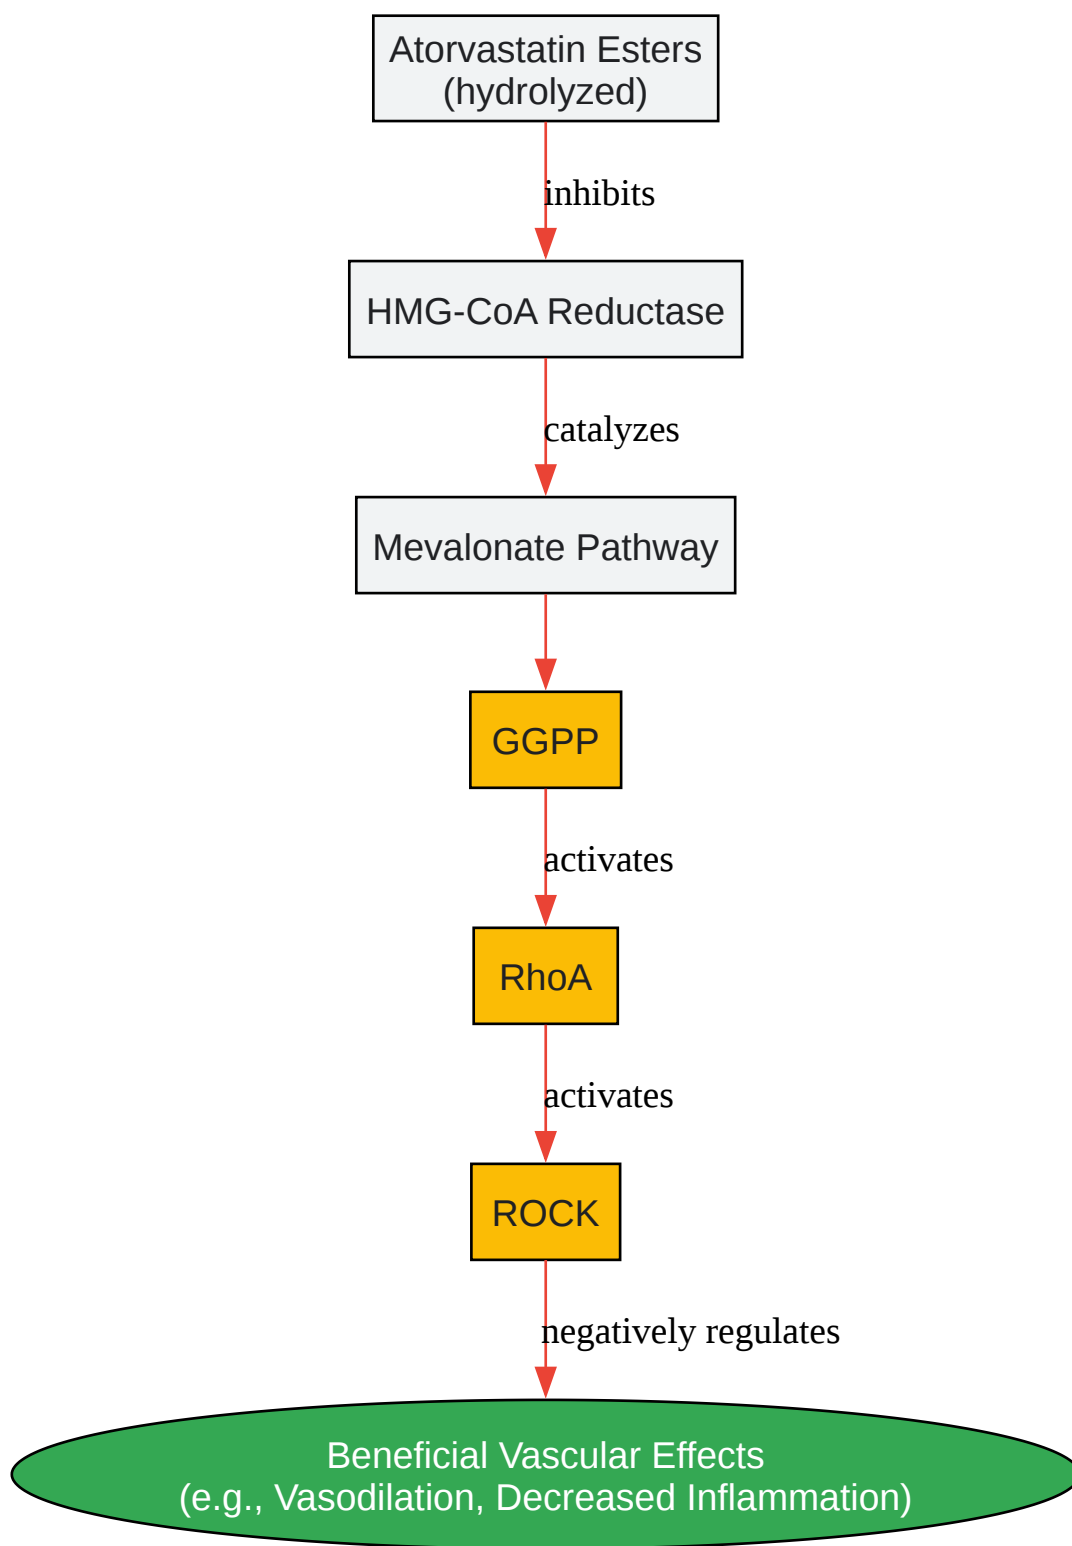 Atorvastatin Esters
(hydrolyzed)
inhibits
HMG-CoA Reductase
catalyzes
Mevalonate Pathway
GGPP
activates
RhoA
activates
ROCK
negatively regulates
Beneficial Vascular Effects
(e.g., Vasodilation, Decreased Inflammation)